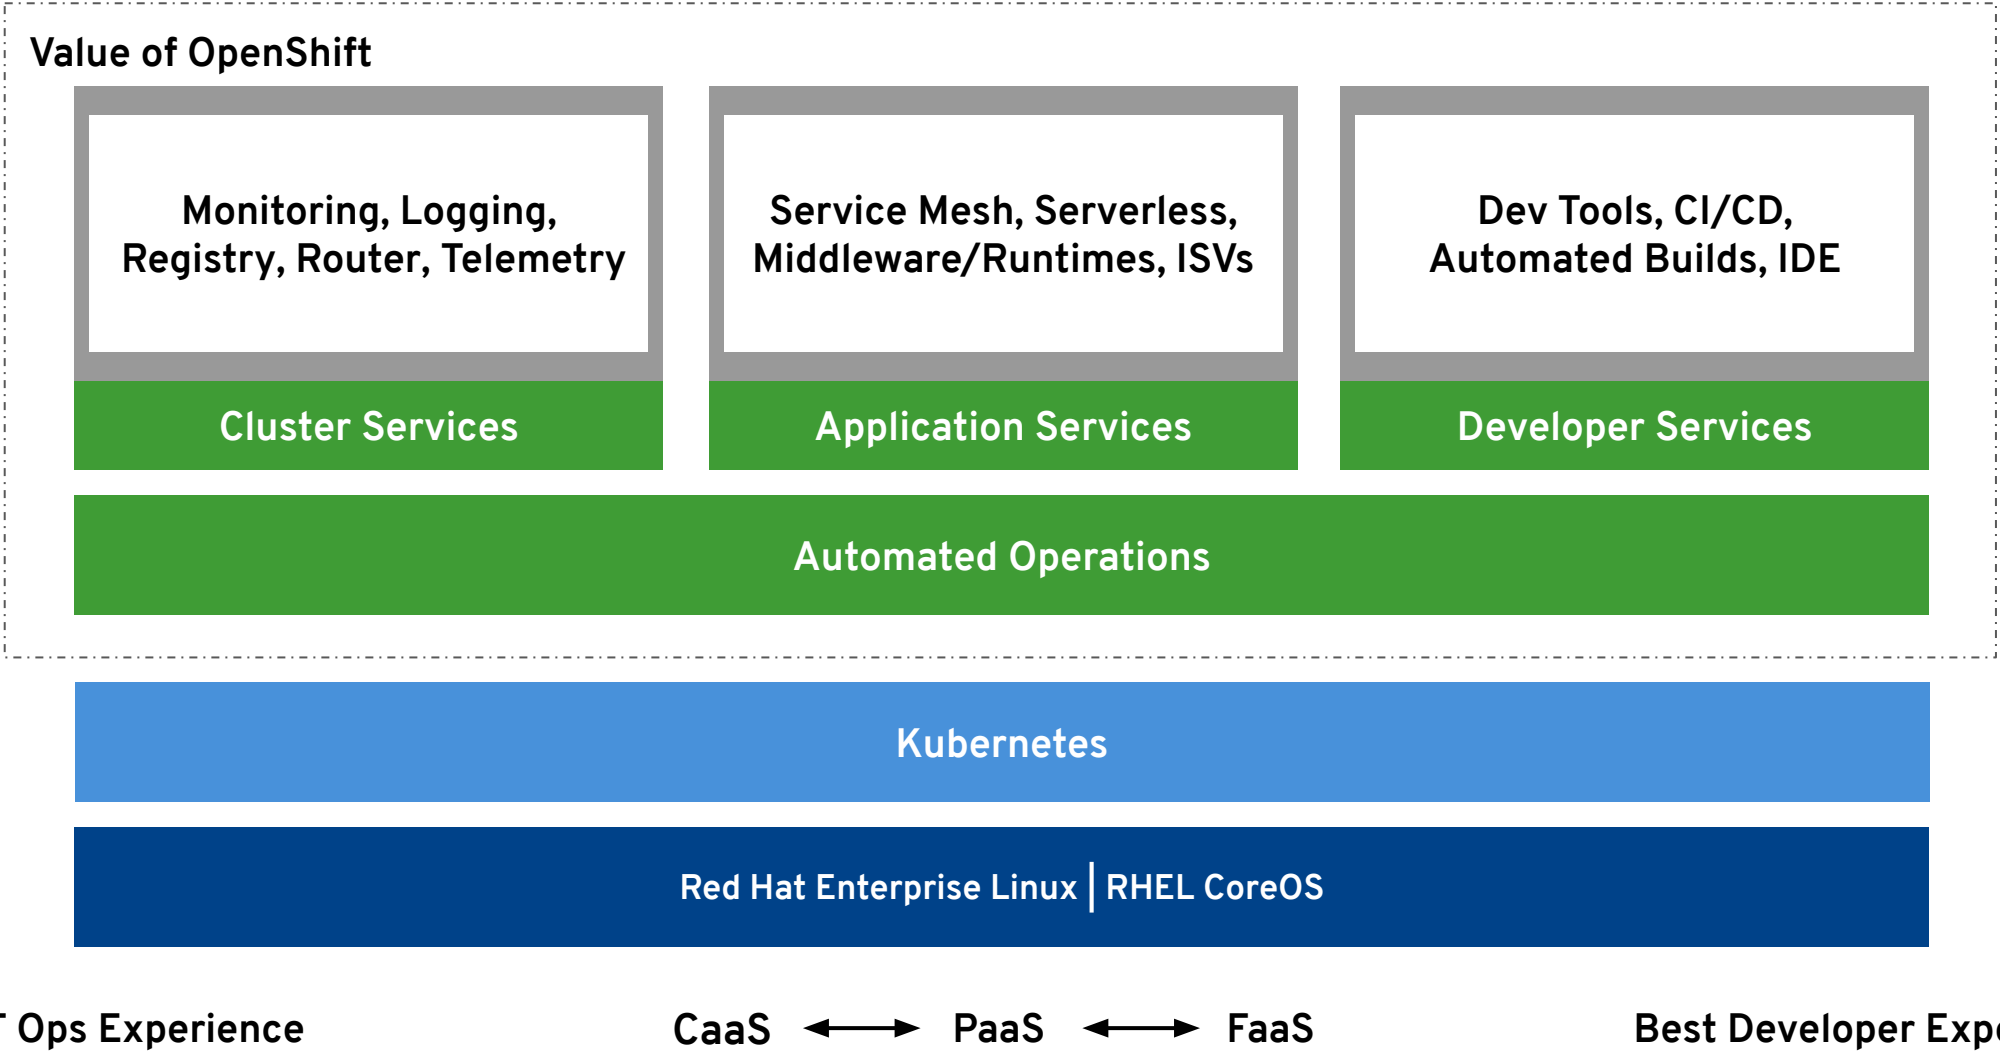 Value of OpenShift
Monitoring, Logging,
Registry, Router, Telemetry
Service Mesh, Serverless,
Middleware/Runtimes, ISVs
Dev Tools, CI/CD,
Automated Builds, IDE
Cluster Services
Application Services
Developer Services
Automated Operations
Kubernetes
Red Hat Enterprise Linux | RHEL CoreOS
Ops Experience
CaaS
PaaS
FaaS
Best Developer